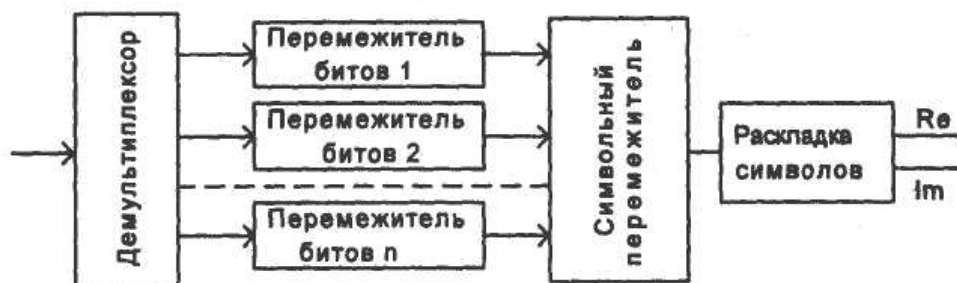 Демультиплексор
Перемежитель
битов 1
Перемежитель
битов 2
Перемежитель
битов n
Символьный
перемежитель
Раскладка
символов
Re
Im